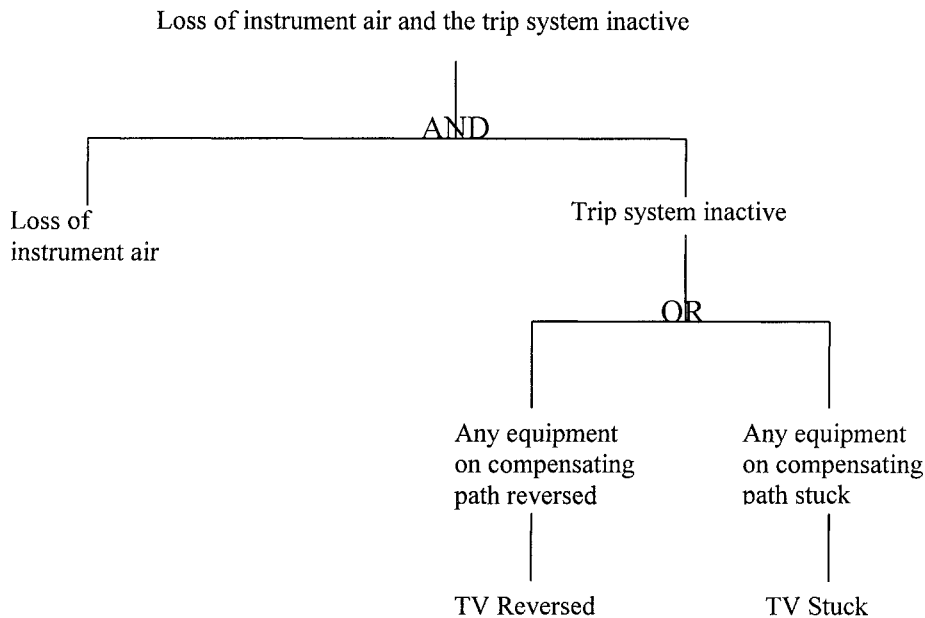 Loss of instrument air and the trip system inactive
AND
Loss of
instrument air
Trip system inactive
OR
Any equipment
on compensating
path reversed
Any equipment
on compensating
path stuck
TV Reversed
TV Stuck